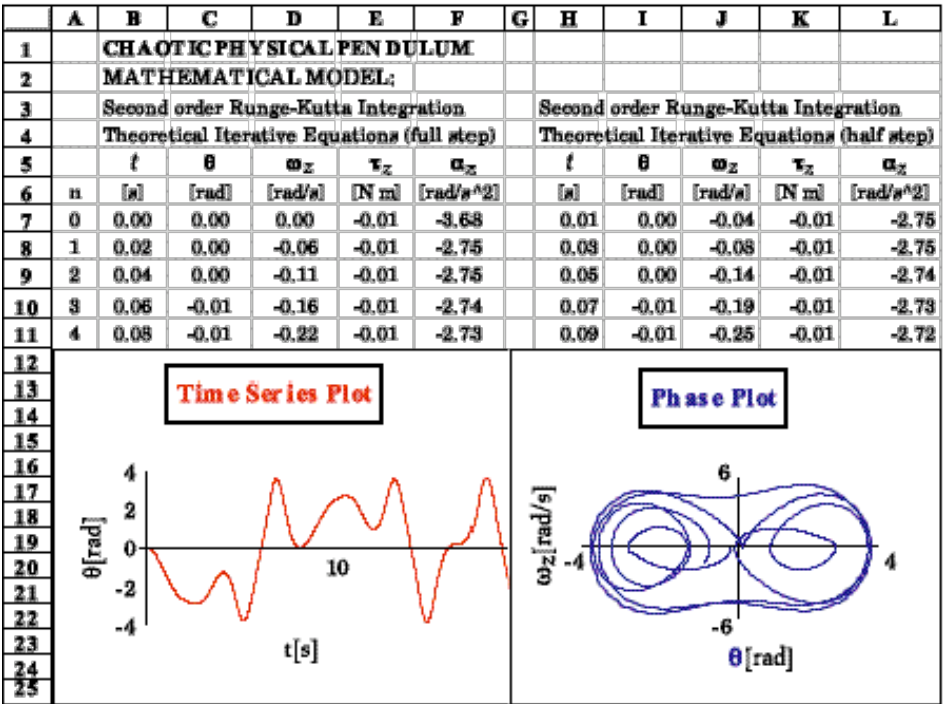 A B C D E F G H I J K L
1 CHAOTIC PHYSICAL PENDULUM
2 MATHEMATICAL MODEL:
3 Second order Runge-Kutta Integration Second order Runge-Kutta Integration
4 Theoretical Iterative Equations (full step) Theoretical Iterative Equations (half step)
5 t θ ωz τz αz t θ ωz τz αz
6 n [s] [rad] [rad/s] [N m] [rad/s^2] [s] [rad] [rad/s] [N m] [rad/s^2]
7 0 0.00 0.00 0.00 -0.01 -3.68 0.01 0.00 -0.04 -0.01 -2.75
8 1 0.02 0.00 -0.06 -0.01 -2.75 0.03 0.00 -0.08 -0.01 -2.75
9 2 0.04 0.00 -0.11 -0.01 -2.75 0.05 0.00 -0.14 -0.01 -2.74
10 3 0.06 -0.01 -0.16 -0.01 -2.74 0.07 -0.01 -0.19 -0.01 -2.73
11 4 0.08 -0.01 -0.22 -0.01 -2.73 0.09 -0.01 -0.25 -0.01 -2.72
12
13
14
15
16
17
18
19
20
21
22
23
24
25
Time Series Plot
4
2
0
-2
-4
θ[rad]
10
t[s]
Phase Plot
6
ωz[rad/s]
-4
4
-6
θ[rad]